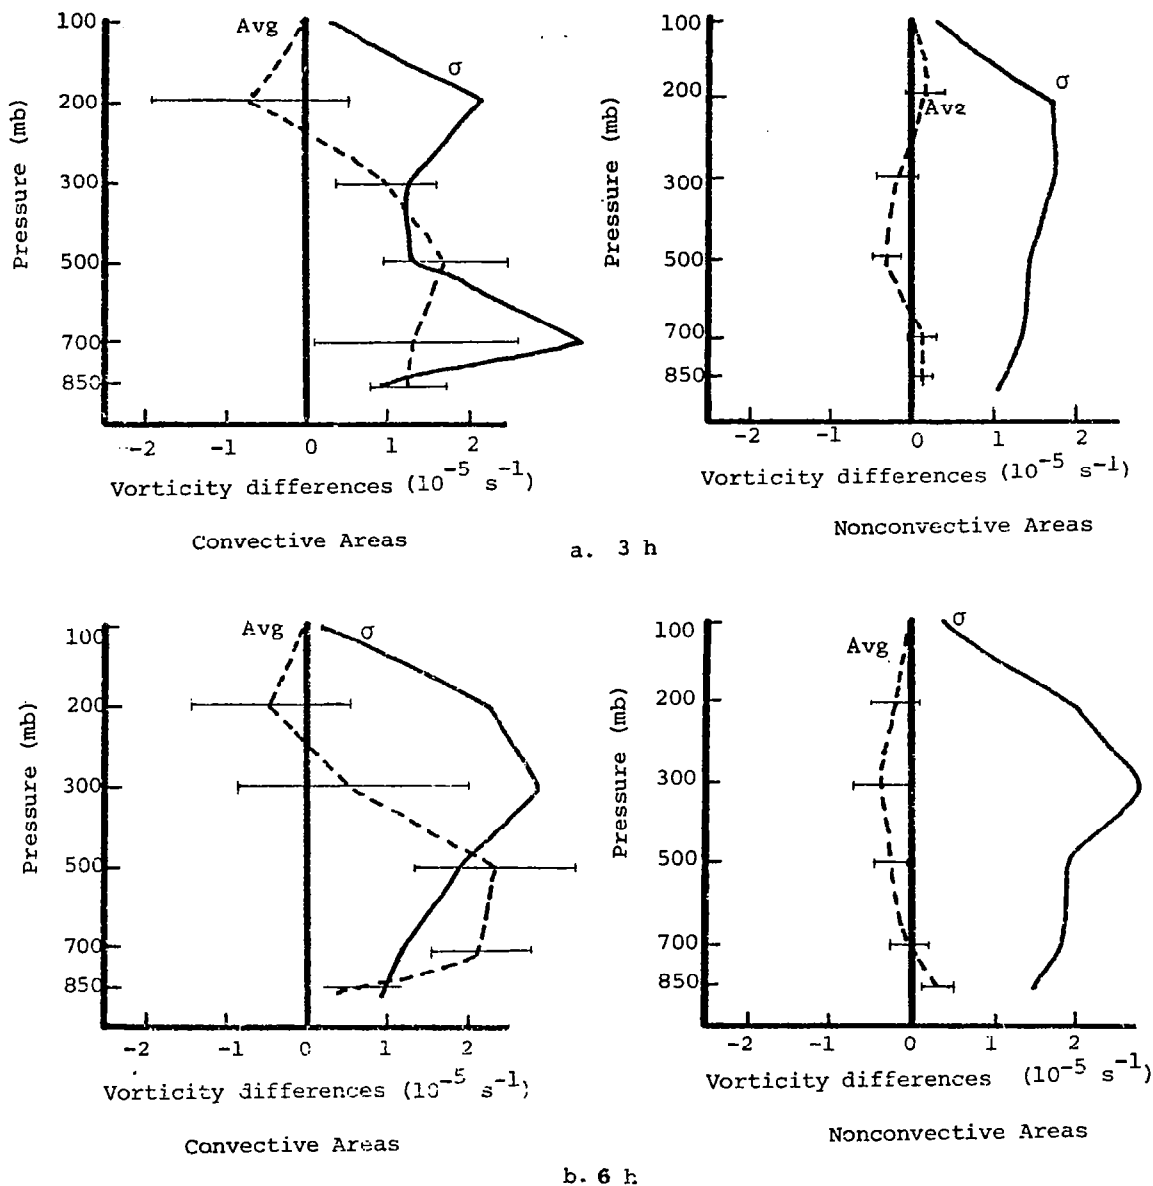 100
Avg
σ
200
300
500
700
850
Pressure (mb)
-2 -1 0 1 2
Vorticity differences (10^-5 s^-1)
Convective Areas
100
σ
200
Avg
300
500
700
850
Pressure (mb)
-2 -1 0 1 2
Vorticity differences (10^-5 s^-1)
Nonconvective Areas
a. 3 h
100
Avg
σ
200
300
500
700
850
Pressure (mb)
-2 -1 0 1 2
Vorticity differences (10^-5 s^-1)
Convective Areas
100
σ
Avg
200
300
500
700
850
Pressure (mb)
-2 -1 0 1 2
Vorticity differences (10^-5 s^-1)
Nonconvective Areas
b. 6 h